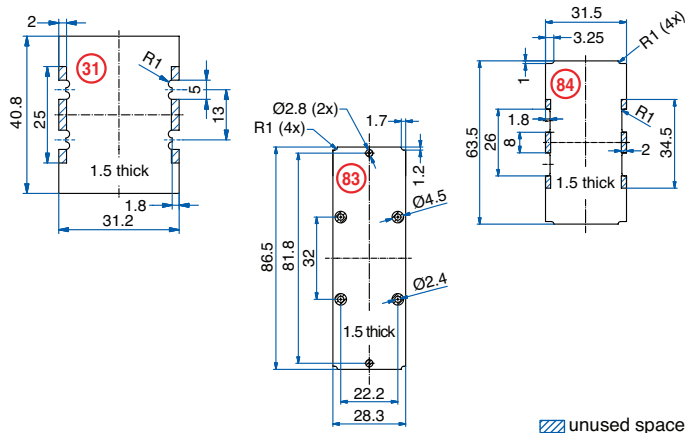 2
31
R1
5
13
40.8
25
1.5 thick
1.8
31.2
Ø2.8 (2x)
R1 (4x)
1.7
1.2
83
Ø4.5
86.5
81.8
32
Ø2.4
1.5 thick
22.2
28.3
31.5
3.25
R1 (4x)
1
84
R1
1.8
63.5
26
8
2
34.5
1.5 thick
unused space